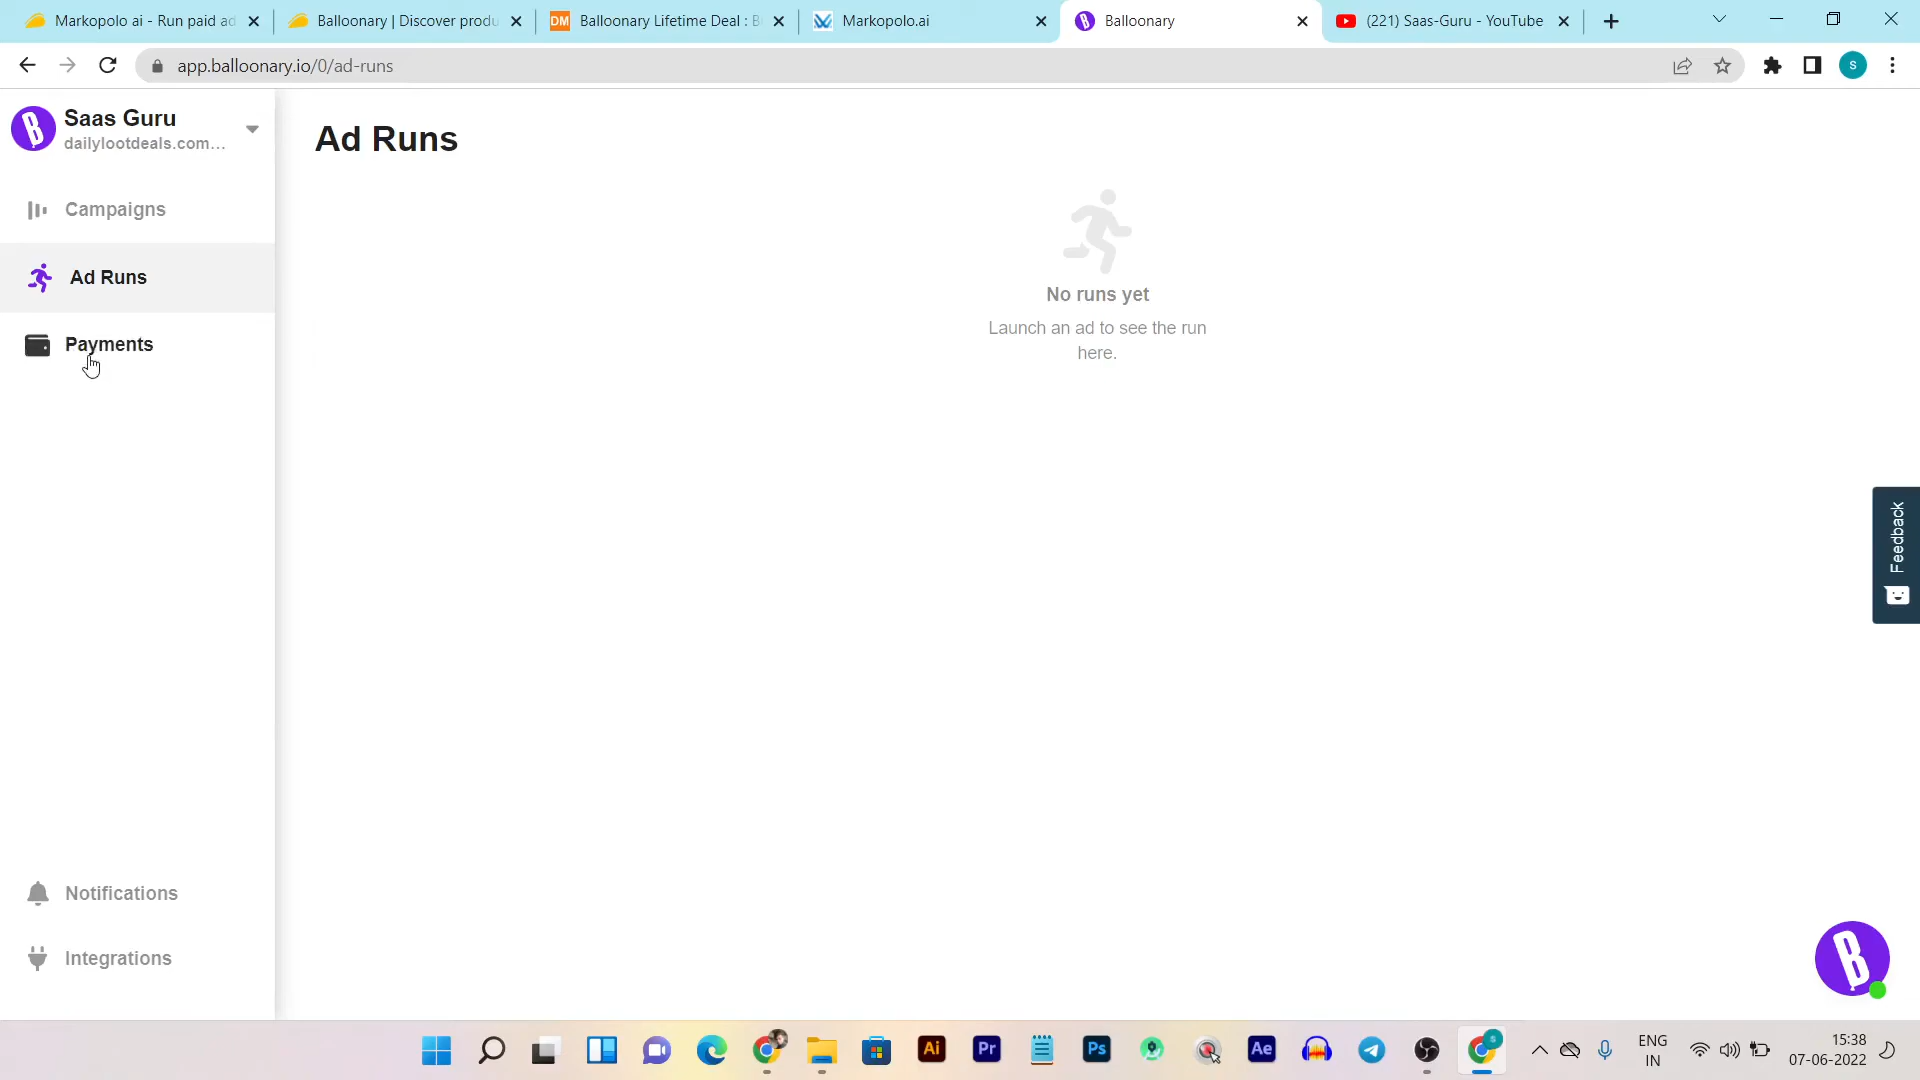 Markopolo ai - Run paid ad
Balloonary | Discover produ
DM
Balloonary Lifetime Deal : B
Markopolo.ai
Balloonary
(221) Saas-Guru - YouTube
app.balloonary.io/0/ad-runs
s
Saas Guru
dailylootdeals.com...
Campaigns
Ad Runs
Payments
Notifications
Integrations
Ad Runs
No runs yet
Launch an ad to see the run
here.
Feedback
Ai
Pr
Ps
Ae
s
ENG
IN
15:38
07-06-2022